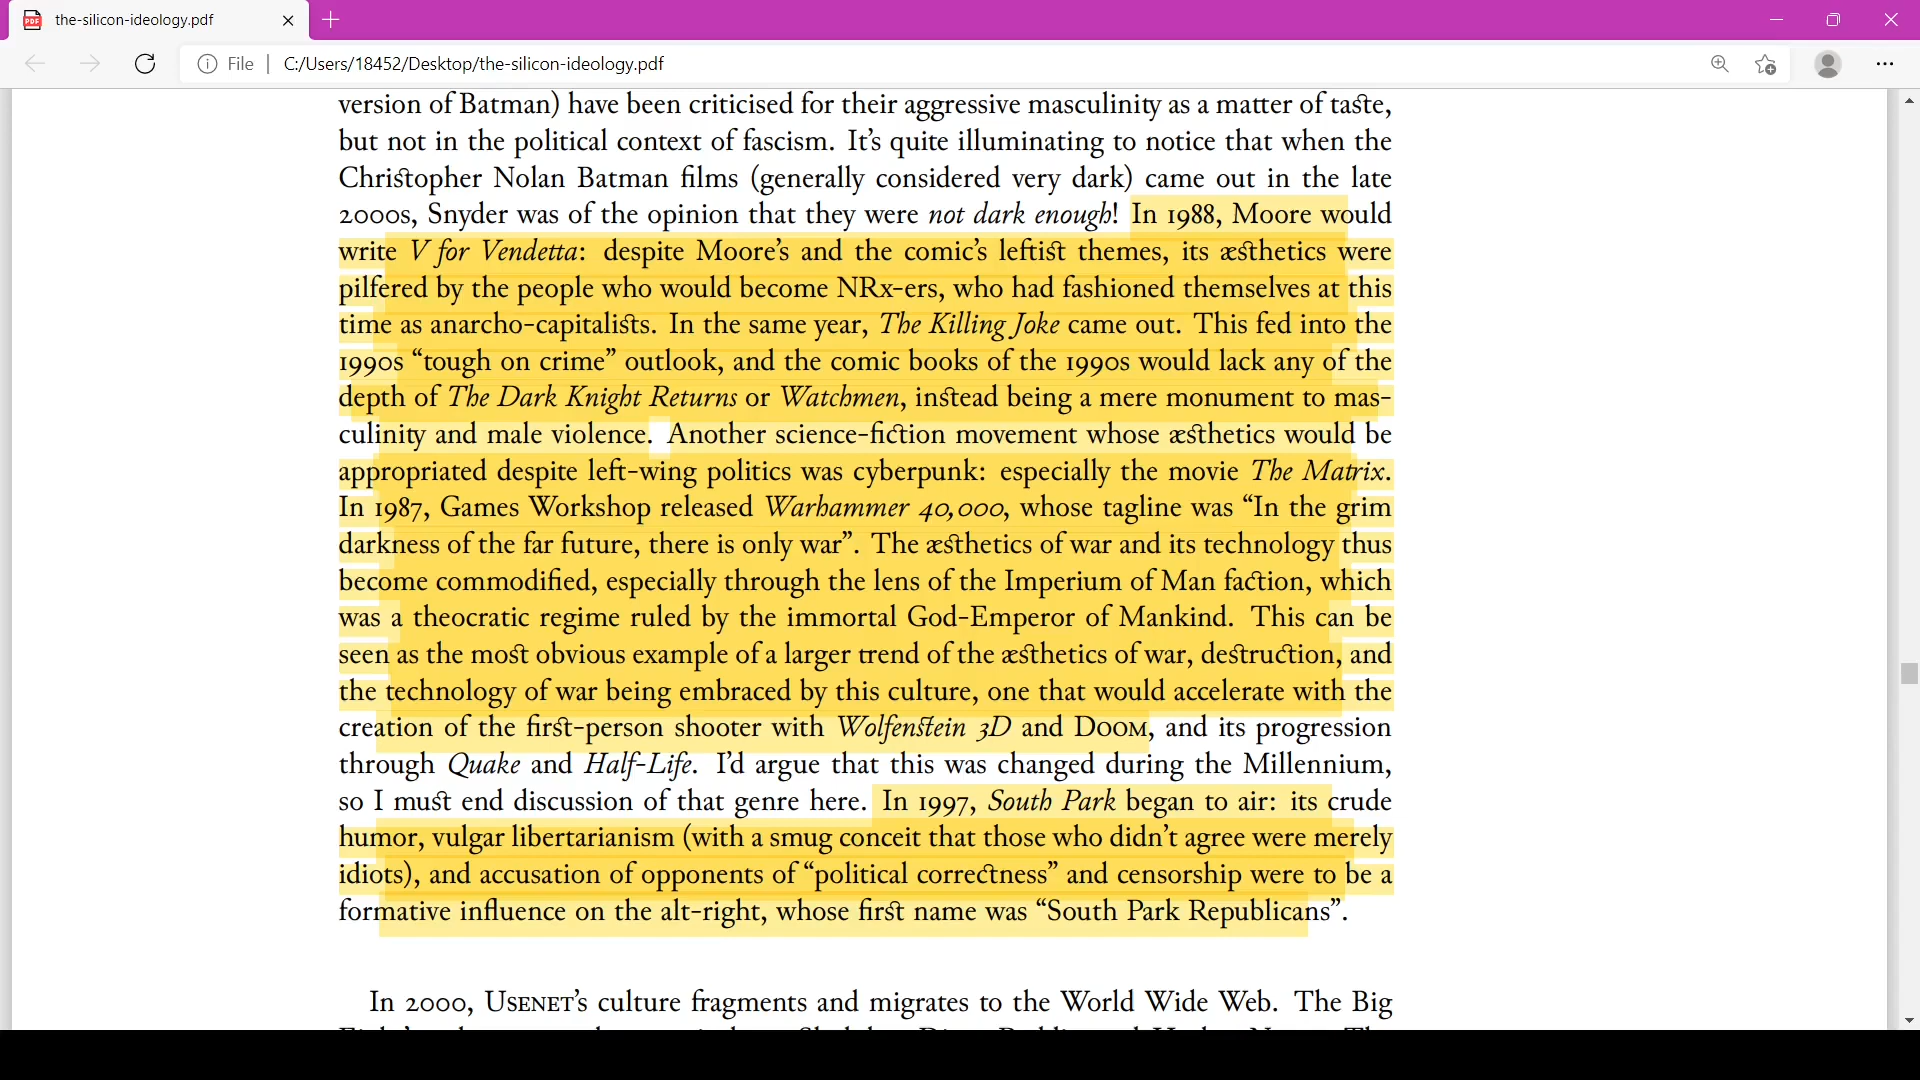 the-silicon-ideology.pdf
File | C:/Users/18452/Desktop/the-silicon-ideology.pdf
version of Batman) have been criticised for their aggressive masculinity as a matter of taste,
but not in the political context of fascism. It's quite illuminating to notice that when the
Christopher Nolan Batman films (generally considered very dark) came out in the late
2000s, Snyder was of the opinion that they were not dark enough! In 1988, Moore would
write V for Vendetta: despite Moore's and the comic's leftist themes, its æsthetics were
pilfered by the people who would become NRx-ers, who had fashioned themselves at this
time as anarcho-capitalists. In the same year, The Killing Joke came out. This fed into the
1990s “tough on crime” outlook, and the comic books of the 1990s would lack any of the
depth of The Dark Knight Returns or Watchmen, instead being a mere monument to mas-
culinity and male violence. Another science-fiction movement whose æsthetics would be
appropriated despite left-wing politics was cyberpunk: especially the movie The Matrix.
In 1987, Games Workshop released Warhammer 40,000, whose tagline was “In the grim
darkness of the far future, there is only war”. The æsthetics of war and its technology thus
become commodified, especially through the lens of the Imperium of Man faction, which
was a theocratic regime ruled by the immortal God-Emperor of Mankind. This can be
seen as the most obvious example of a larger trend of the æsthetics of war, destruction, and
the technology of war being embraced by this culture, one that would accelerate with the
creation of the first-person shooter with Wolfenstein 3D and Doom, and its progression
through Quake and Half-Life. I'd argue that this was changed during the Millennium,
so I must end discussion of that genre here. In 1997, South Park began to air: its crude
humor, vulgar libertarianism (with a smug conceit that those who didn't agree were merely
idiots), and accusation of opponents of “political correctness” and censorship were to be a
formative influence on the alt-right, whose first name was “South Park Republicans”.
In 2000, Usenet's culture fragments and migrates to the World Wide Web. The Big